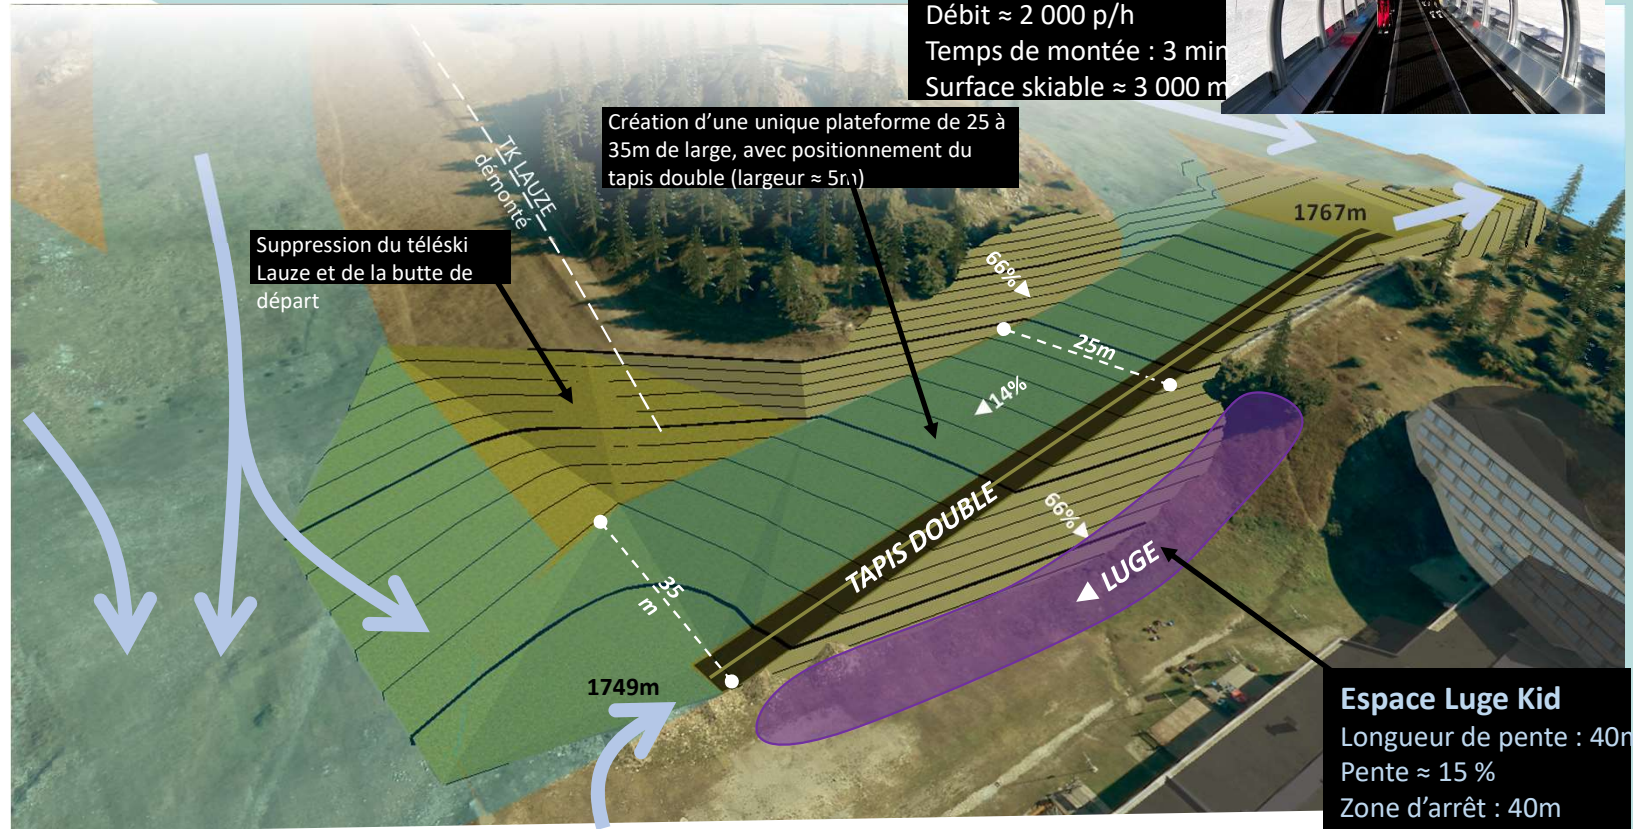 Débit ≈ 2 000 p/h
Temps de montée : 3 min
Surface skiable ≈ 3 000 m²
Création d’une unique plateforme de 25 à
35m de large, avec positionnement du
tapis double (largeur ≈ 5m)
TK LAUZE
démonté
1767m
Suppression du téléski
Lauze et de la butte de
départ
66%
25m
14%
66%
TAPIS DOUBLE
35
m
LUGE
1749m
Espace Luge Kid
Longueur de pente : 40m
Pente ≈ 15 %
Zone d’arrêt : 40m